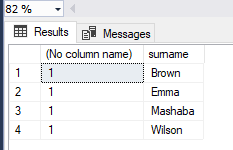 82 %
Results Messages
(No column name) surname
1 1 Brown
2 1 Emma
3 1 Mashaba
4 1 Wilson